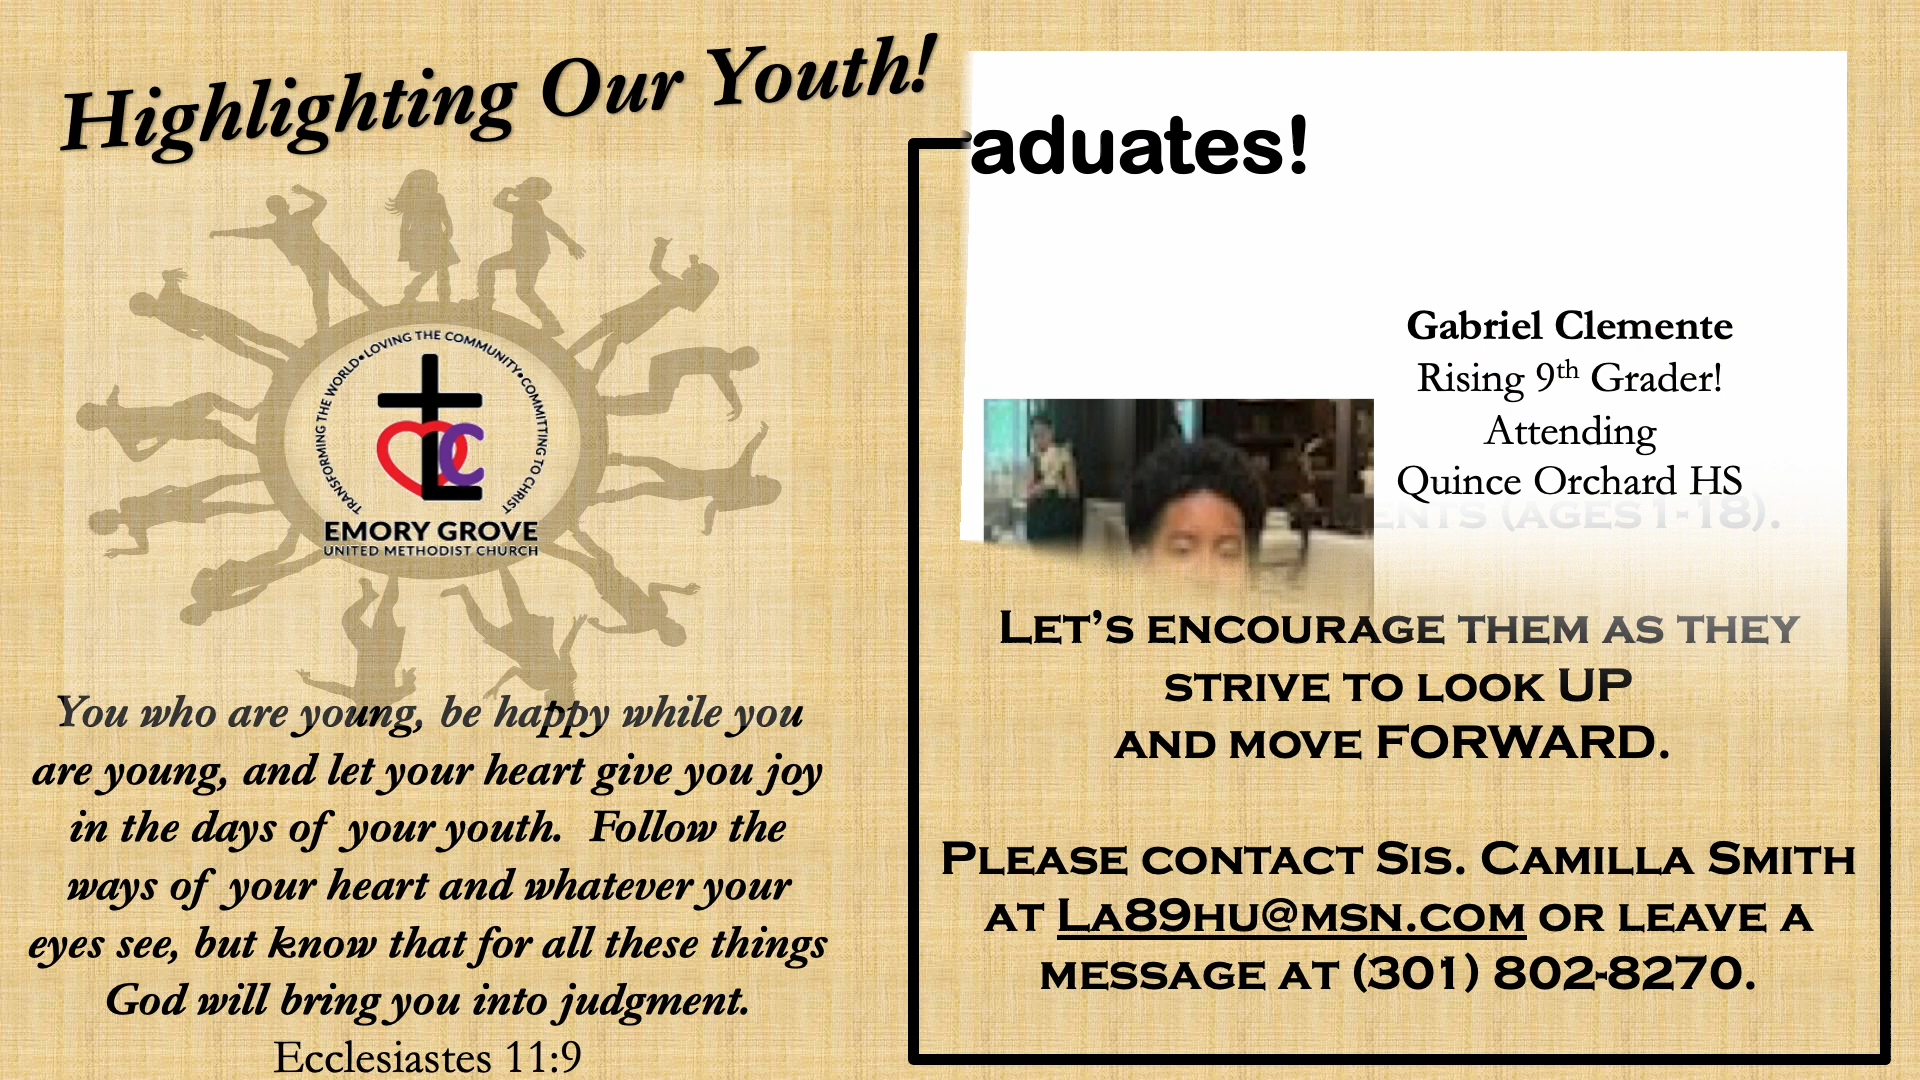 Highlighting Our Youth!
TRANSFORMING THE WORLD•LOVING THE COMMUNITY•COMMITTING TO CHRIST
LC
EMORY GROVE
UNITED METHODIST CHURCH
You who are young, be happy while you
are young, and let your heart give you joy
in the days of your youth. Follow the
ways of your heart and whatever your
eyes see, but know that for all these things
God will bring you into judgment.
Ecclesiastes 11:9
aduates!
Gabriel Clemente
Rising 9th Grader!
Attending
Quince Orchard HS
ENTS (AGES 1-18).
LET’S ENCOURAGE THEM AS THEY
STRIVE TO LOOK UP
AND MOVE FORWARD.
PLEASE CONTACT SIS. CAMILLA SMITH
AT LA89HU@MSN.COM OR LEAVE A
MESSAGE AT (301) 802-8270.